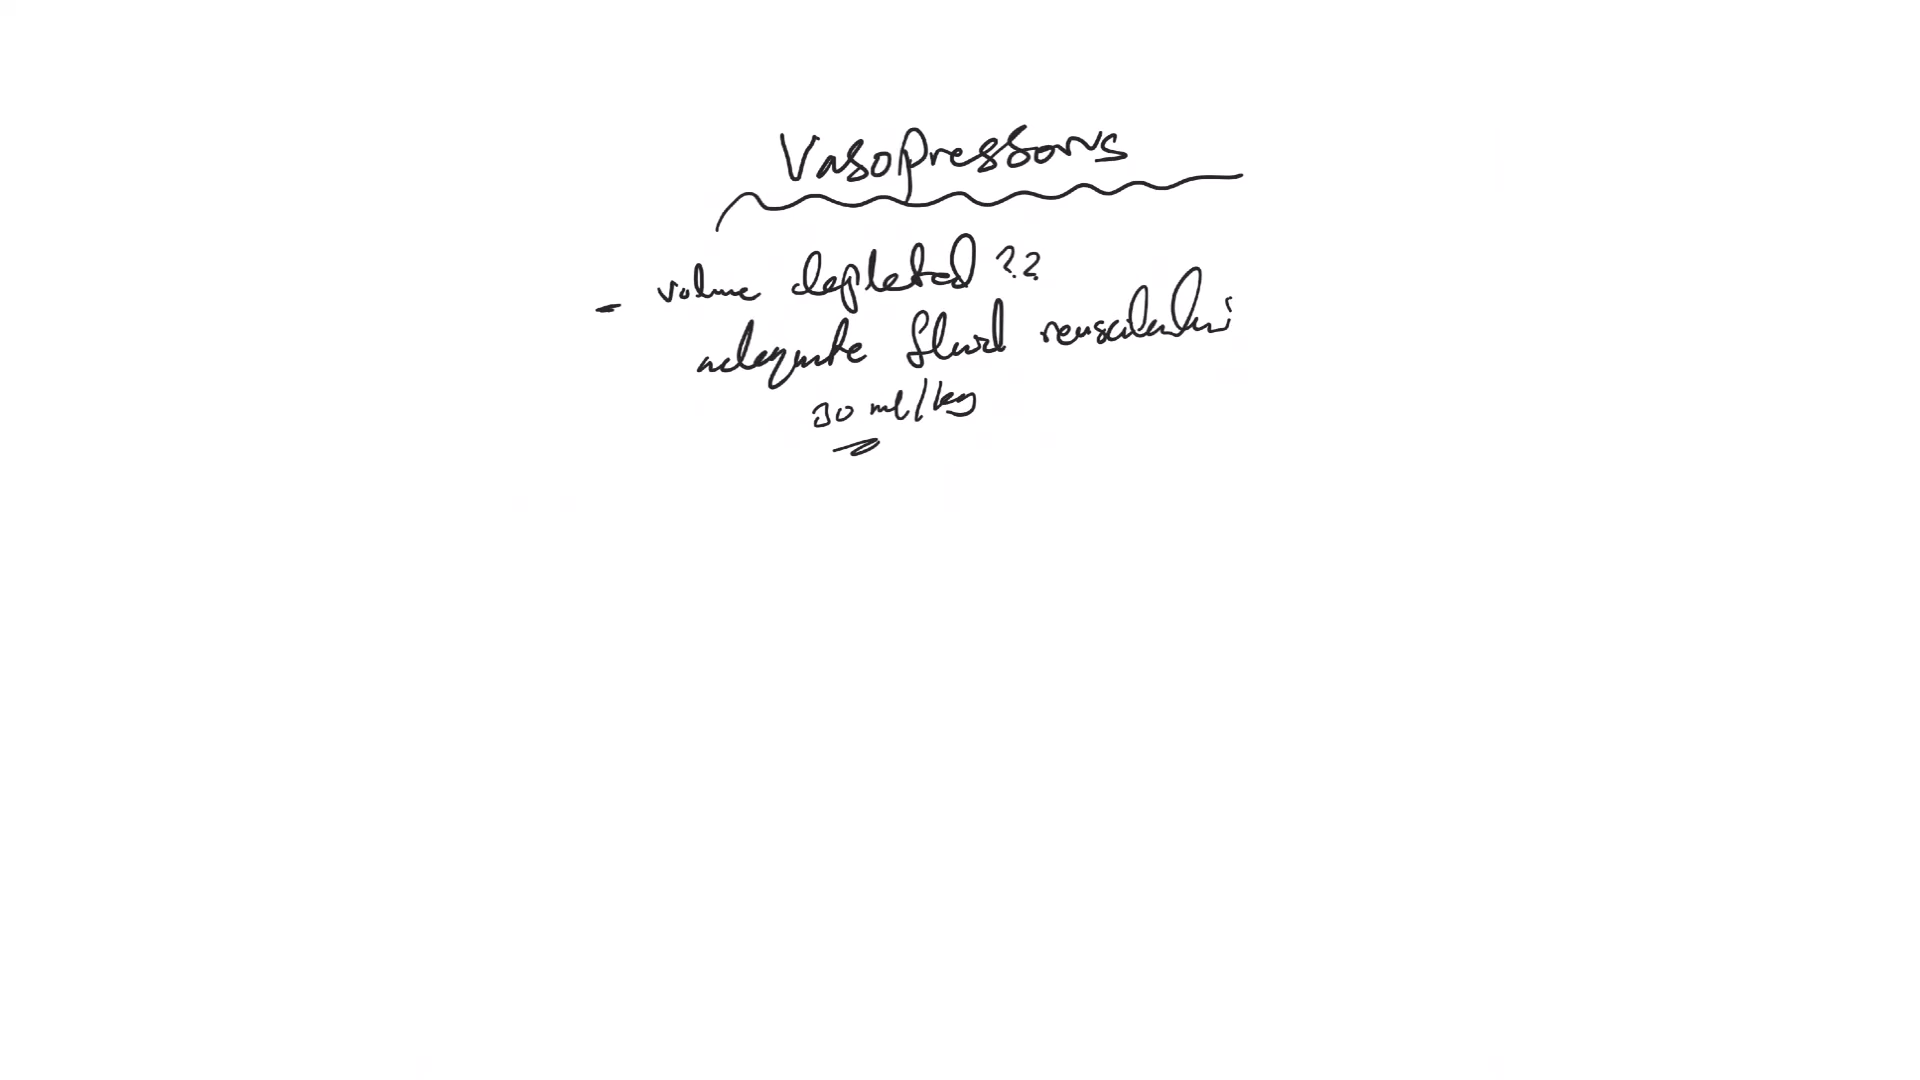 Vasopressors
- volume depleted ??
adequate fluid resuscitation
30 ml/kg